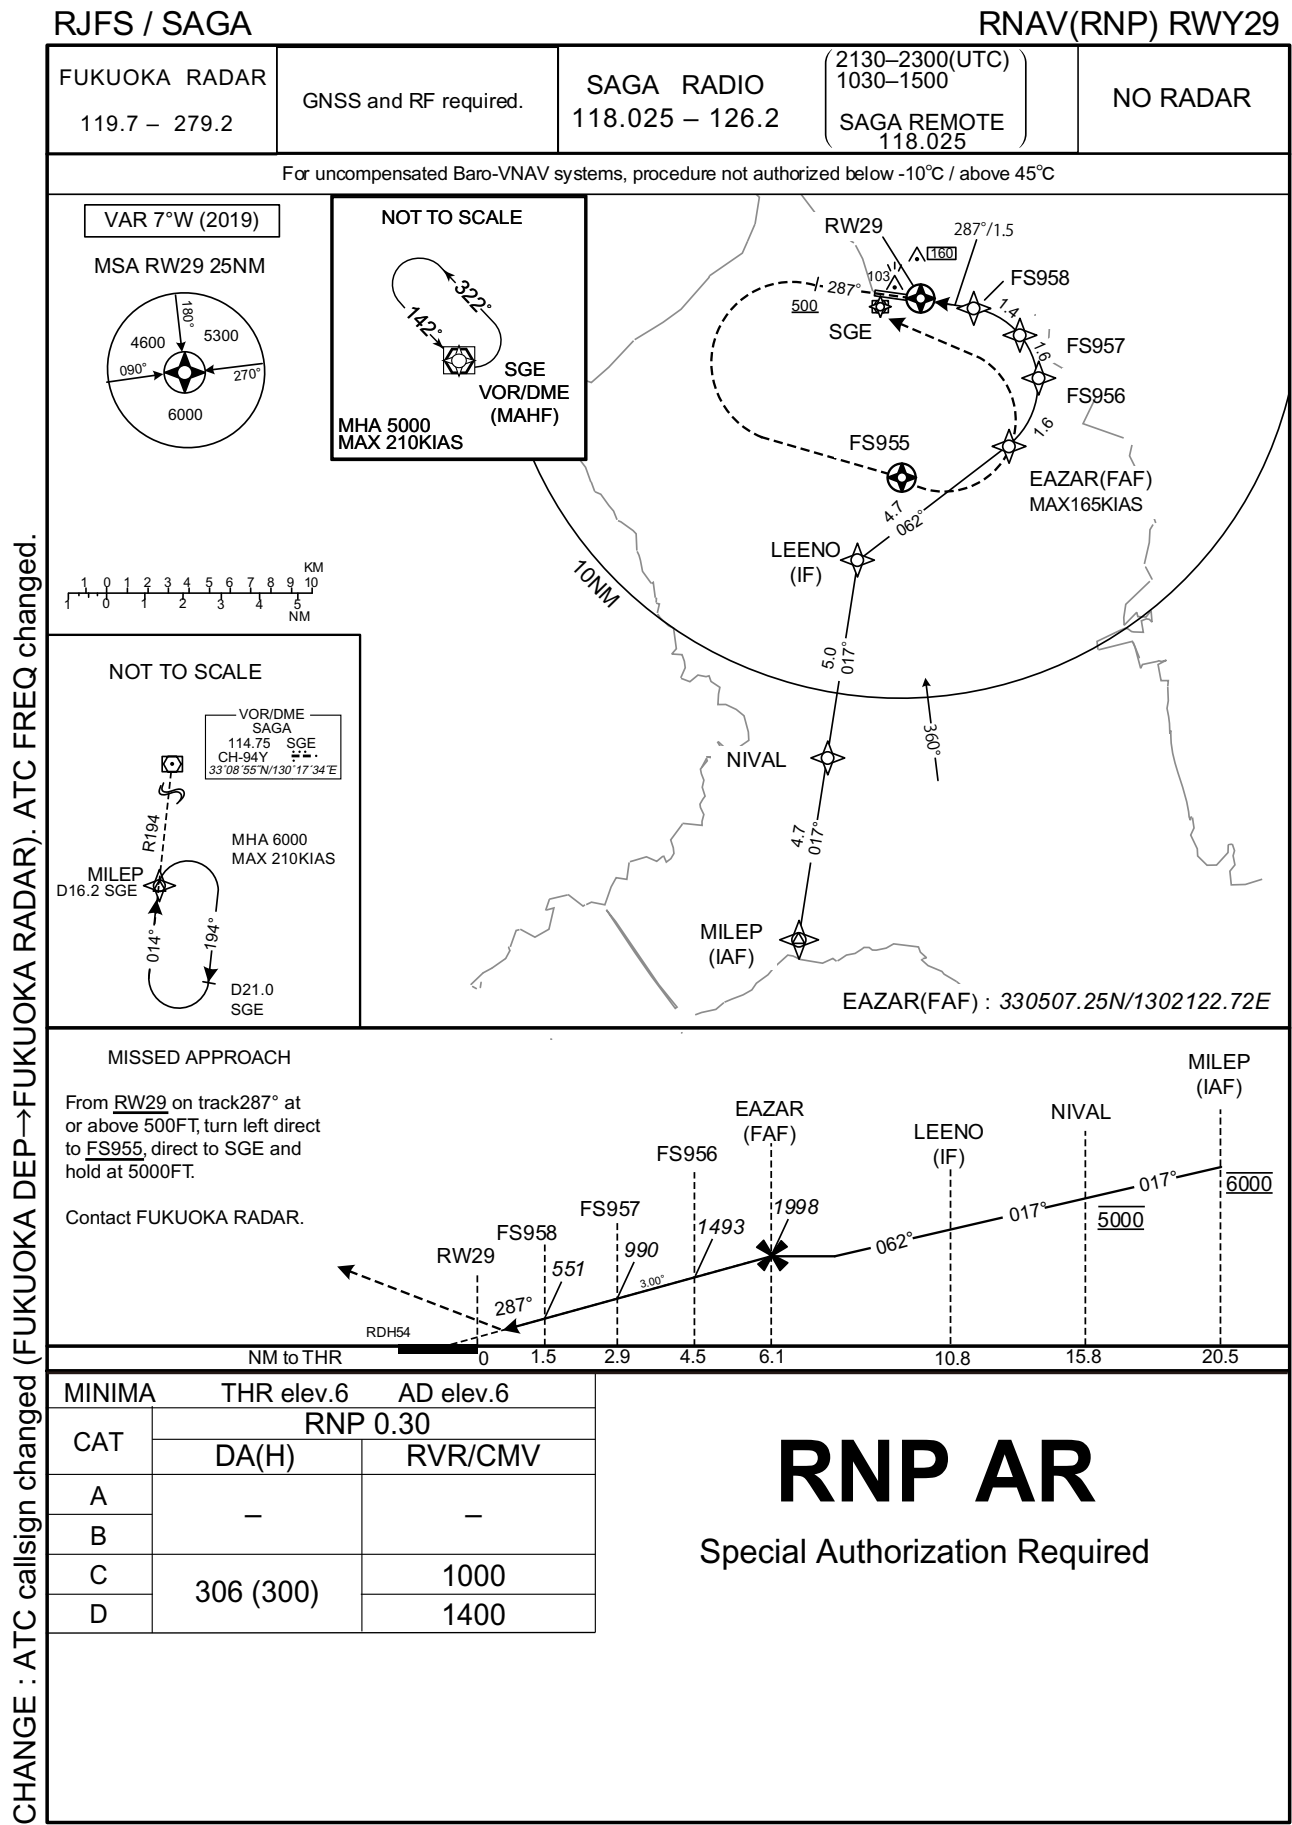 RJFS / SAGA
RNAV(RNP) RWY29
FUKUOKA RADAR
119.7 – 279.2
GNSS and RF required.
SAGA RADIO
118.025 – 126.2
2130–2300(UTC)
1030–1500
SAGA REMOTE
118.025
NO RADAR
For uncompensated Baro-VNAV systems, procedure not authorized below -10°C / above 45°C
VAR 7°W (2019)
MSA RW29 25NM
180°
4600
5300
090°
270°
6000
NOT TO SCALE
322°
142°
SGE
VOR/DME
(MAHF)
MHA 5000
MAX 210KIAS
RW29
287°/1.5
160
103
FS958
287°
500
SGE
1.4
FS957
1.6
FS956
1.6
FS955
EAZAR(FAF)
MAX165KIAS
4.7
062°
LEENO
(IF)
10NM
5.0
017°
NIVAL
360°
4.7
017°
MILEP
(IAF)
KM
1 0 1 2 3 4 5 6 7 8 9 10
1 0 1 2 3 4 5
NM
NOT TO SCALE
VOR/DME
SAGA
114.75 SGE
CH-94Y
33°08´55˝N/130°17´34˝E
R194
MHA 6000
MAX 210KIAS
MILEP
D16.2 SGE
014°
194°
D21.0
SGE
EAZAR(FAF) : 330507.25N/1302122.72E
MISSED APPROACH
From RW29 on track287° at
or above 500FT, turn left direct
to FS955, direct to SGE and
hold at 5000FT.
Contact FUKUOKA RADAR.
MILEP
(IAF)
NIVAL
EAZAR
(FAF)
LEENO
(IF)
FS956
FS957
FS958
RW29
6000
017°
5000
017°
062°
1998
1493
990
551
3.00°
287°
RDH54
NM to THR
0 1.5 2.9 4.5 6.1 10.8 15.8 20.5
MINIMA THR elev.6 AD elev.6
CAT
RNP 0.30
DA(H) RVR/CMV
A
B
– –
C
D
306 (300)
1000
1400
RNP AR
Special Authorization Required
CHANGE : ATC callsign changed (FUKUOKA DEP→FUKUOKA RADAR). ATC FREQ changed.